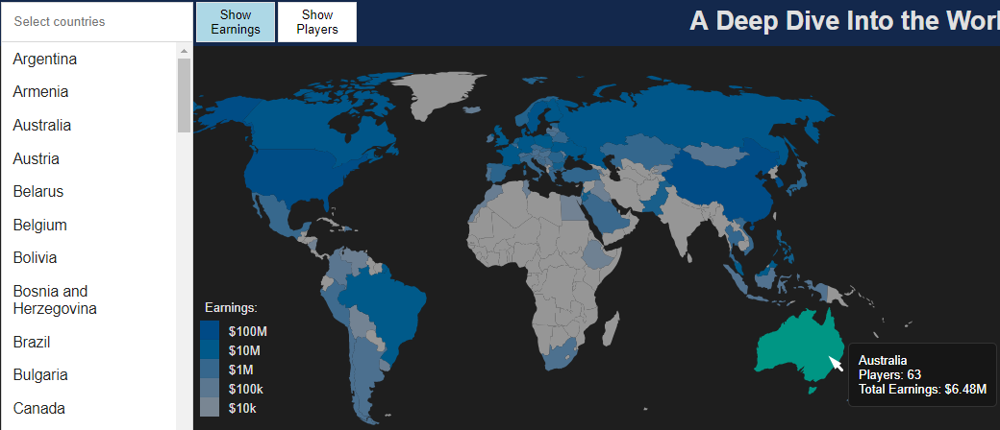 Select countries
Argentina
Armenia
Australia
Austria
Belarus
Belgium
Bolivia
Bosnia and
Herzegovina
Brazil
Bulgaria
Canada
Show
Earnings
Show
Players
A Deep Dive Into the Worl
Earnings:
$100M
$10M
$1M
$100k
$10k
Australia
Players: 63
Total Earnings: $6.48M